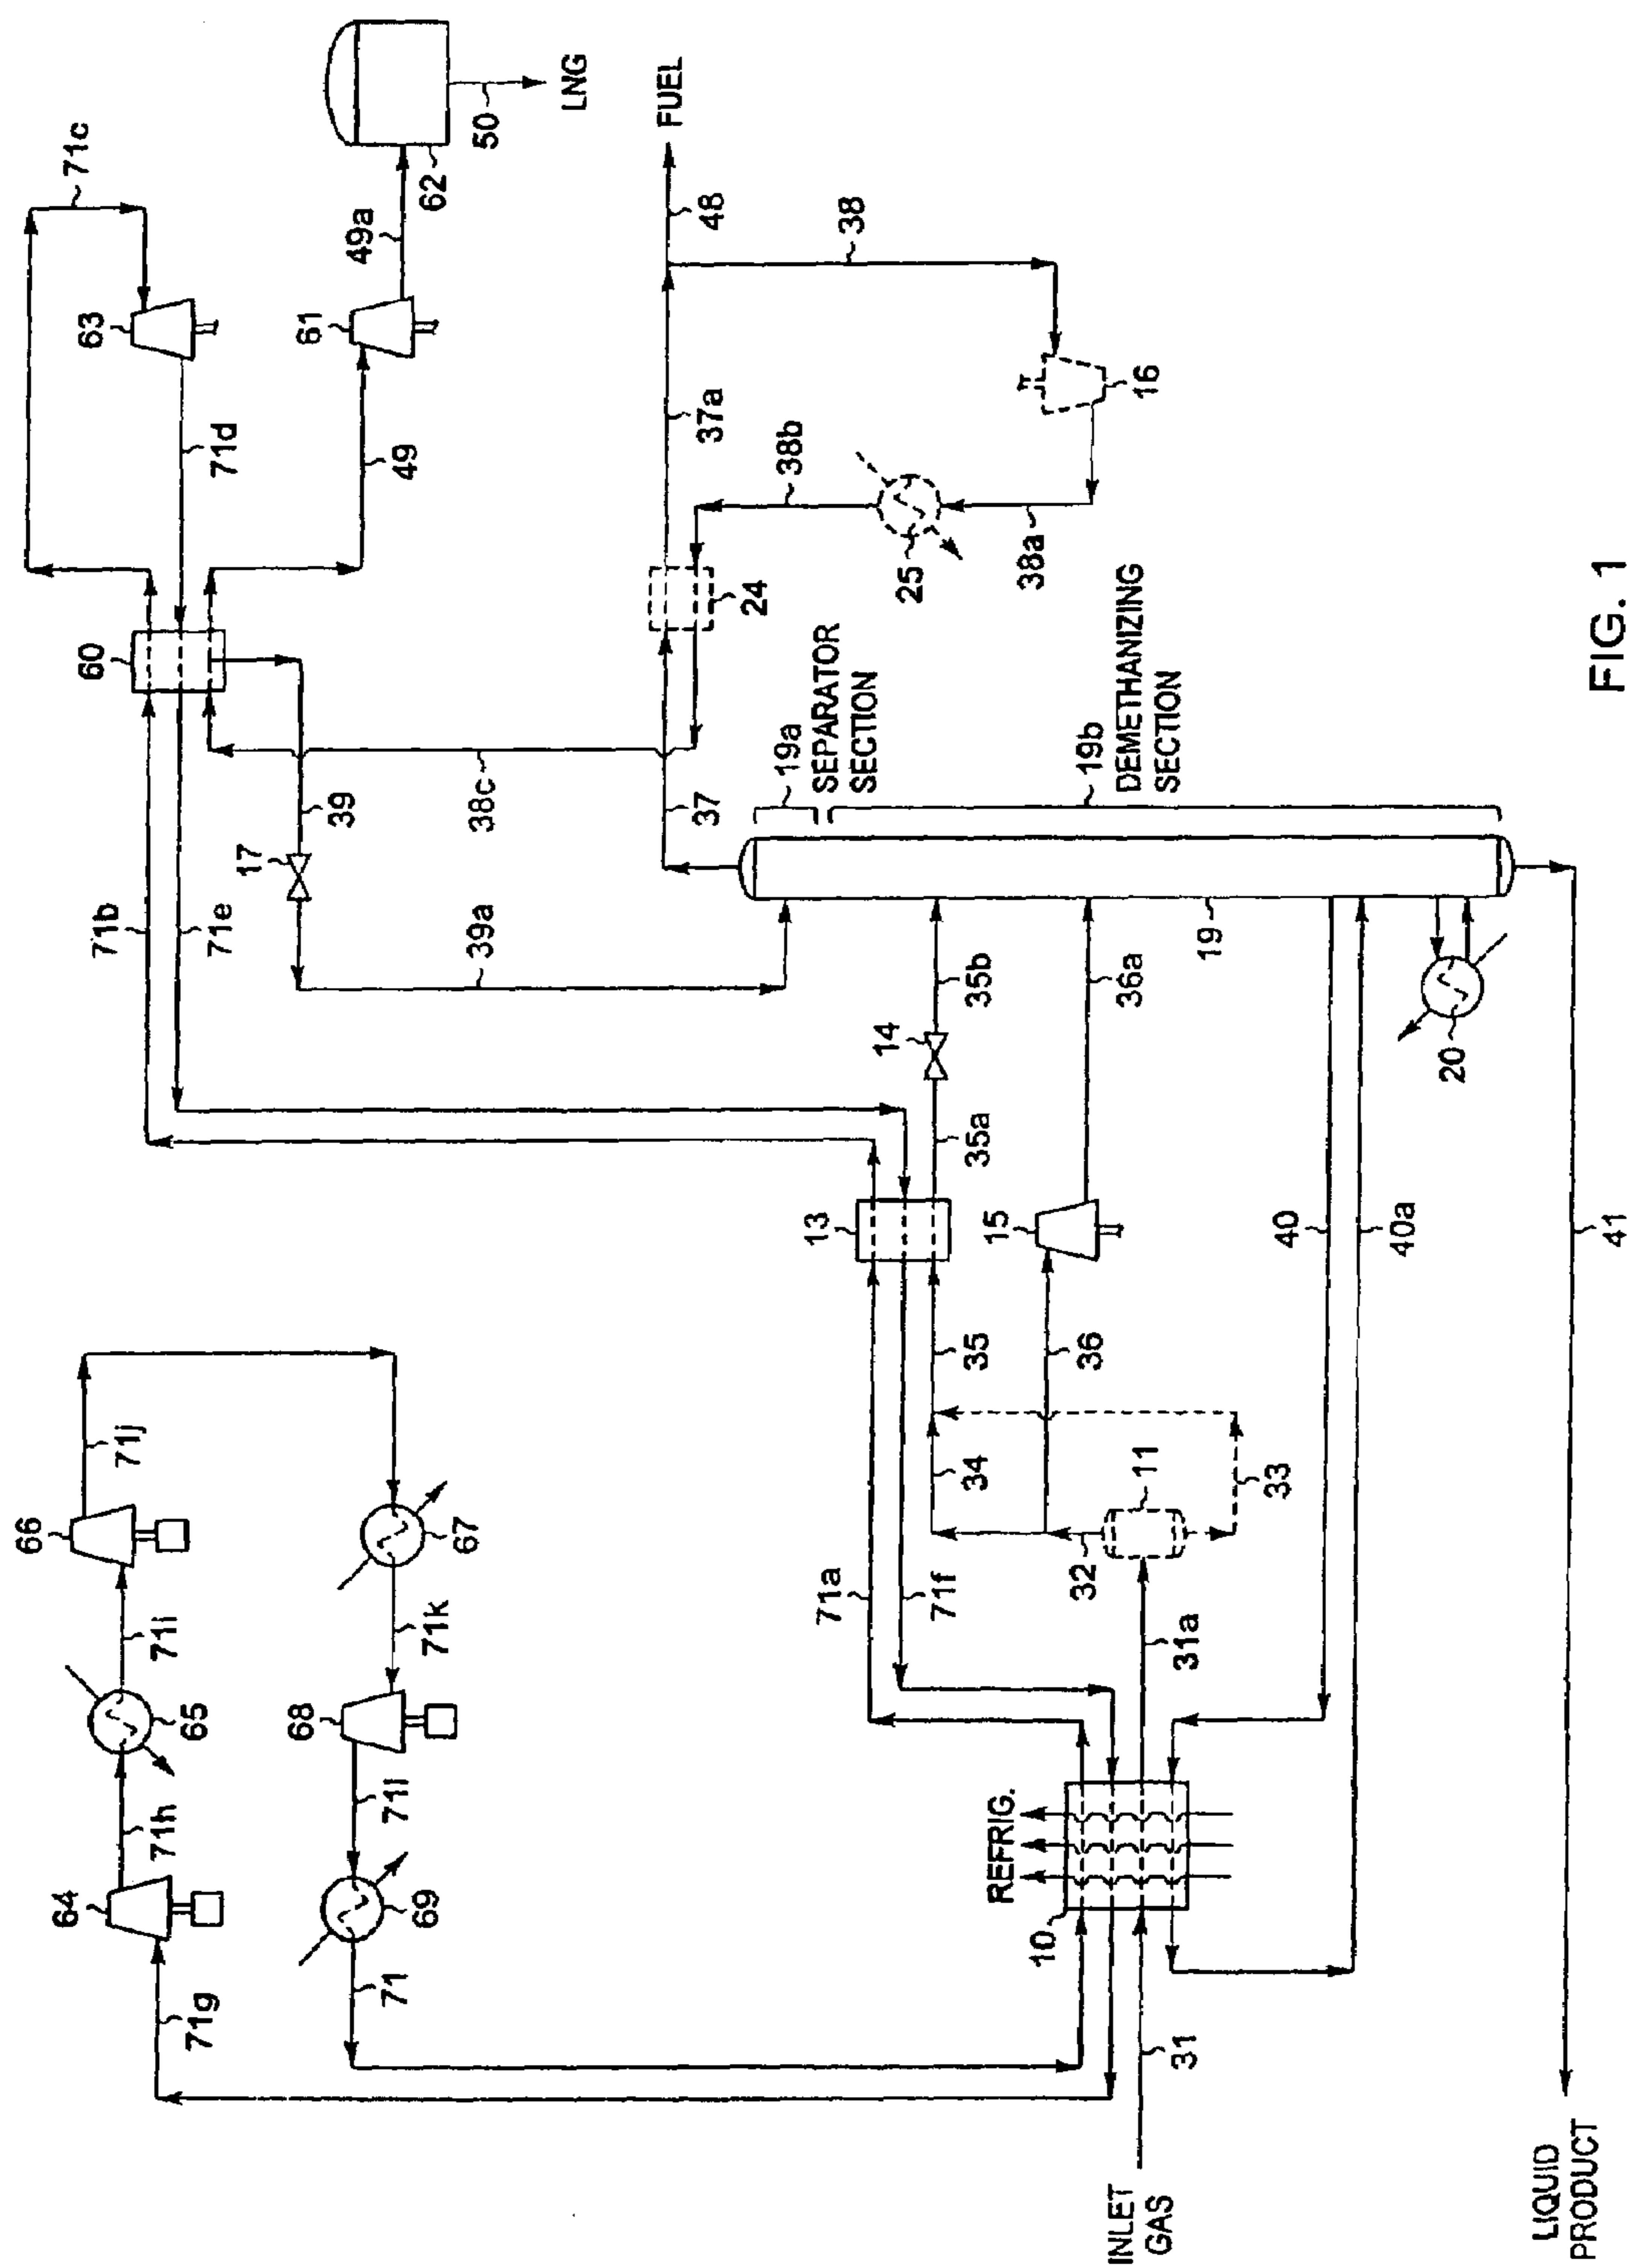 71c
63
71d
60
61
49a
62
50
LNG
49
71b
71e
39
17
38c
39a
FUEL
48
37a
38
38b
16
25
38a
24
37
19a
SEPARATOR
SECTION
19b
DEMETHANIZING
SECTION
14
35b
35a
36a
19
20
13
15
40
40a
41
35
36
34
11
33
32
71a
71f
31a
66
71j
67
71i
65
71k
68
71h
71l
64
69
71g
71
REFRIG.
10
31
INLET
GAS
LIQUID
PRODUCT
FIG. 1